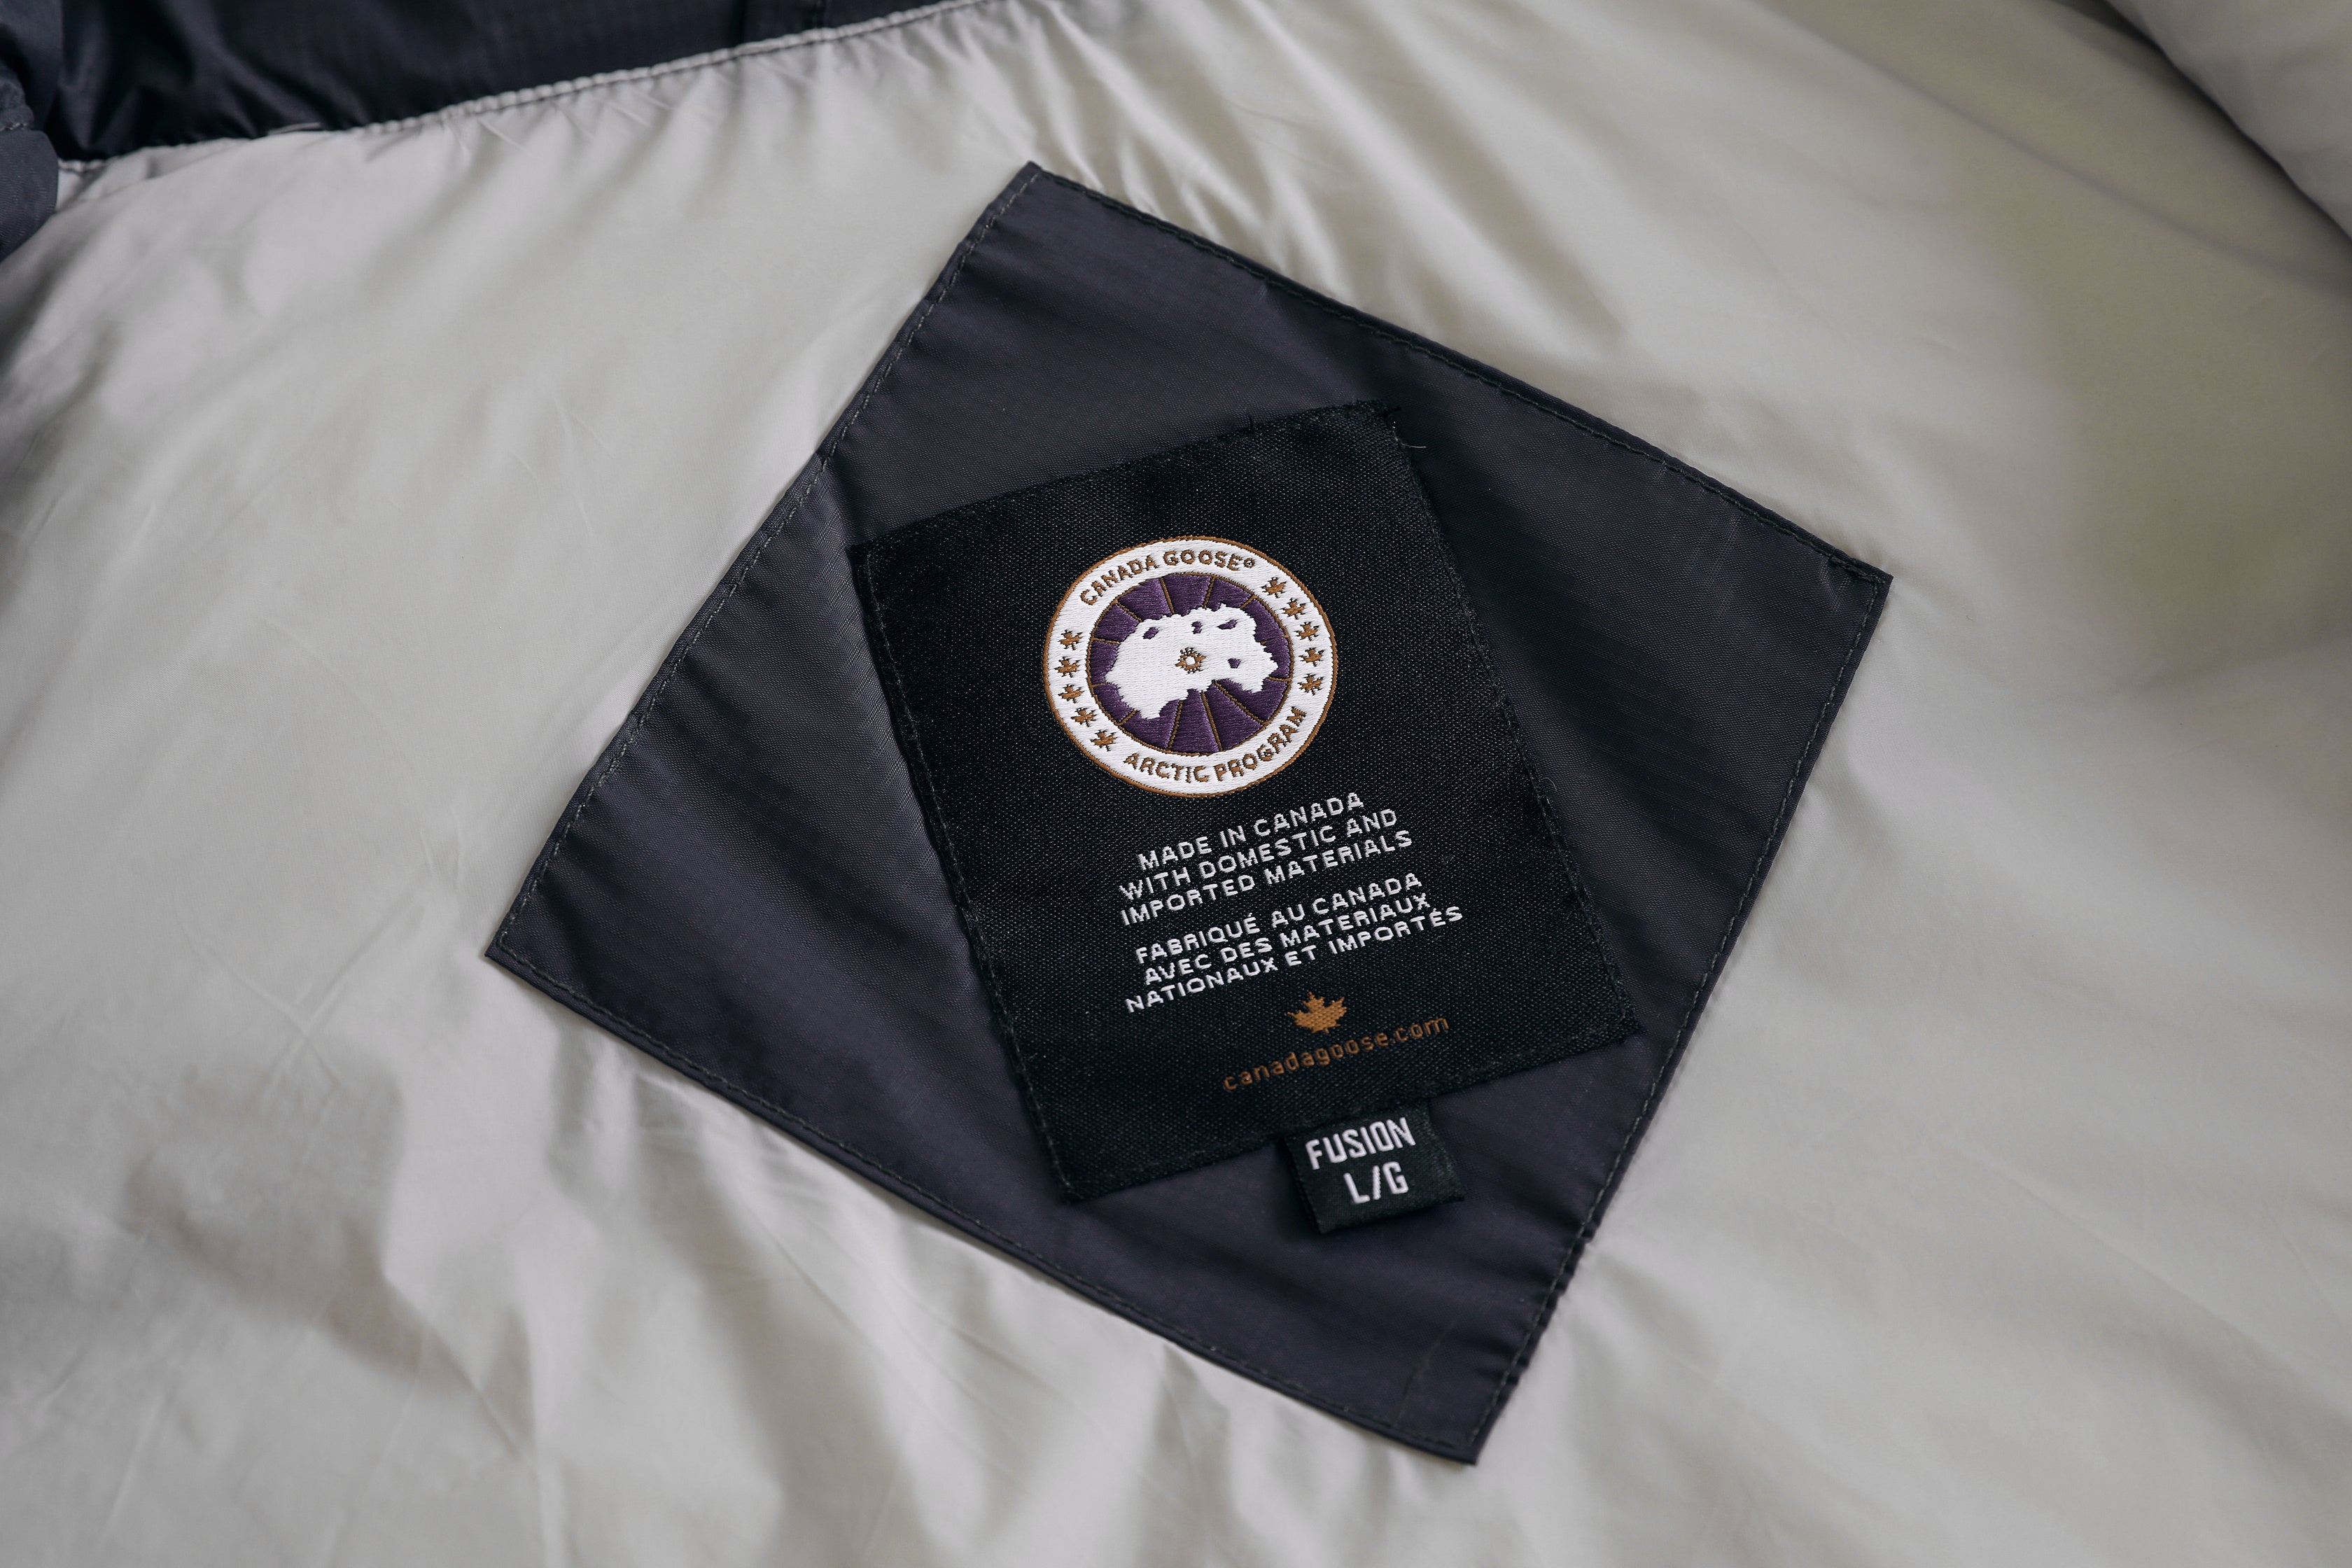 CANADA GOOSE®
ARCTIC PROGRAM
MADE IN CANADA
WITH DOMESTIC AND
IMPORTED MATERIALS
FABRIQUÉ AU CANADA
AVEC DES MATERIAUX
NATIONAUX ET IMPORTÉS
canadagoose.com
FUSION
L/G